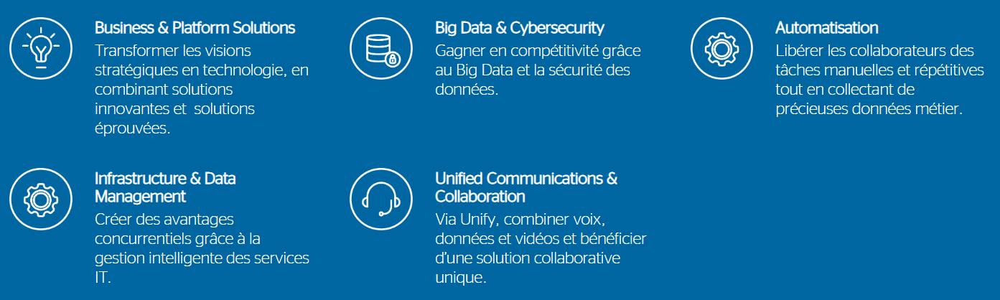 Business & Platform Solutions
Transformer les visions
stratégiques en technologie, en
combinant solutions
innovantes et  solutions
éprouvées.
Big Data & Cybersecurity
Gagner en compétitivité grâce
au Big Data et la sécurité des
données.
Automatisation
Libérer les collaborateurs des
tâches manuelles et répétitives
tout en collectant de
précieuses données métier.
Infrastructure & Data
Management
Créer des avantages
concurrentiels grâce à la
gestion intelligente des services
IT.
Unified Communications &
Collaboration
Via Unify, combiner voix,
données et vidéos et bénéficier
d’une solution collaborative
unique.